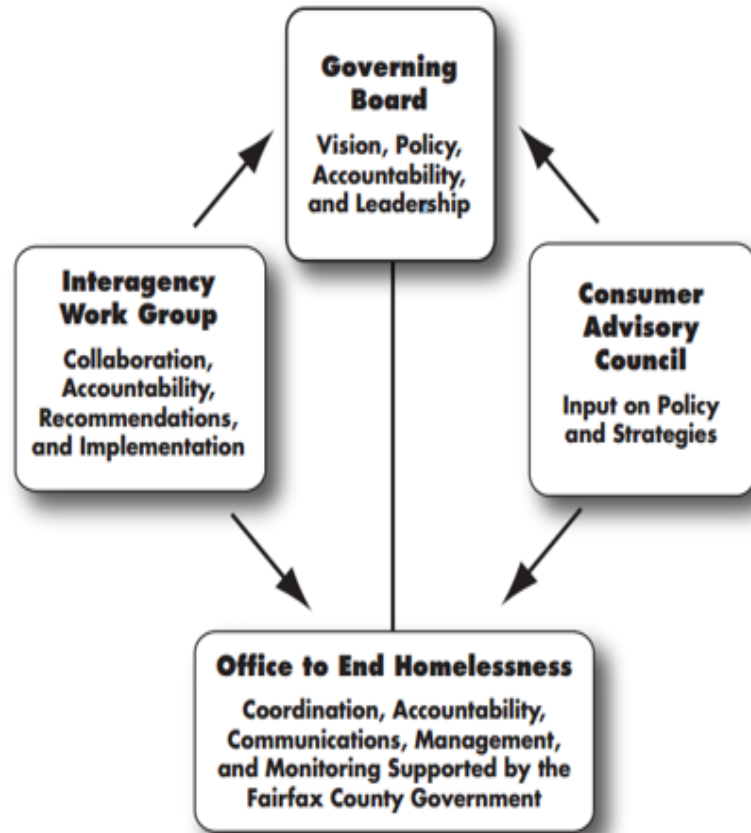 Governing
Board
Vision, Policy,
Accountability,
and Leadership
Interagency
Work Group
Collaboration,
Accountability,
Recommendations,
and Implementation
Consumer
Advisory
Council
Input on Policy
and Strategies
Office to End Homelessness
Coordination, Accountability,
Communications, Management,
and Monitoring Supported by the
Fairfax County Government